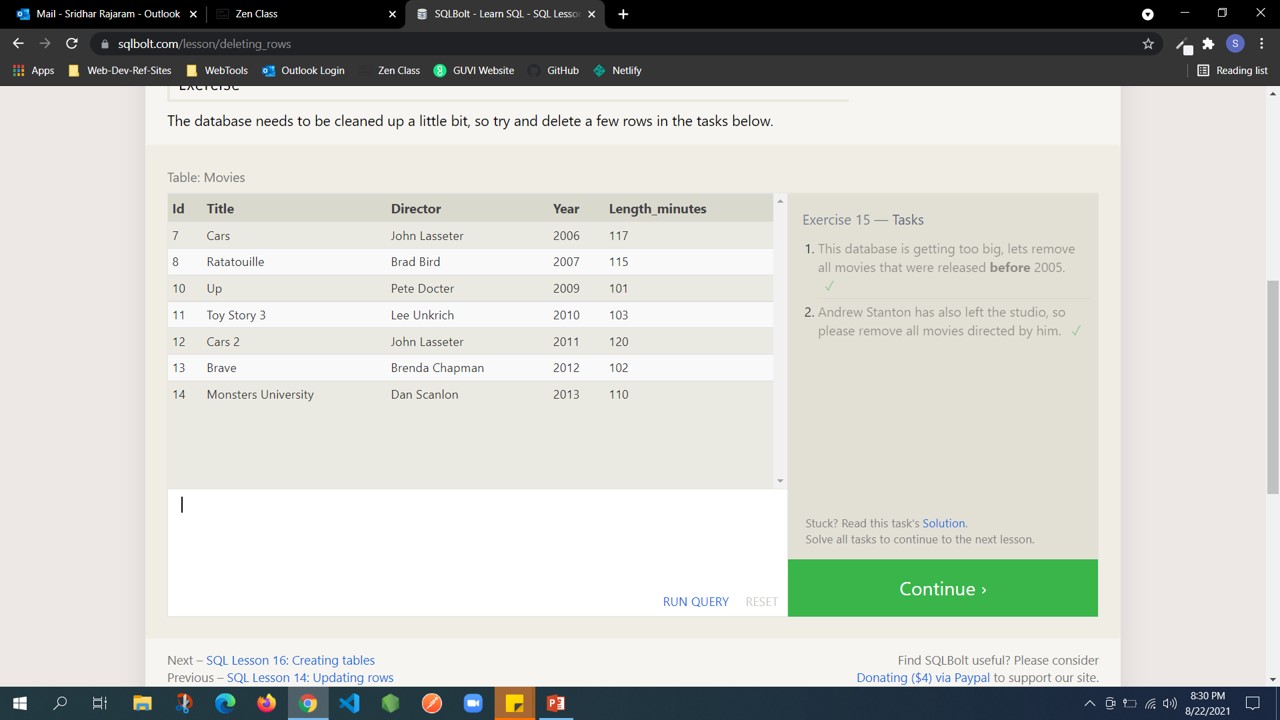 Mail - Sridhar Rajaram - Outlook
Zen Class
SQLBolt - Learn SQL - SQL Lesson
sqlbolt.com/lesson/deleting_rows
S
Apps
Web-Dev-Ref-Sites
WebTools
Outlook Login
Zen Class
GUVI Website
GitHub
Netlify
Reading list
Exercise
The database needs to be cleaned up a little bit, so try and delete a few rows in the tasks below.
Table: Movies
Id Title Director Year Length_minutes
7 Cars John Lasseter 2006 117
8 Ratatouille Brad Bird 2007 115
10 Up Pete Docter 2009 101
11 Toy Story 3 Lee Unkrich 2010 103
12 Cars 2 John Lasseter 2011 120
13 Brave Brenda Chapman 2012 102
14 Monsters University Dan Scanlon 2013 110
RUN QUERY RESET
Exercise 15 — Tasks
1. This database is getting too big, lets remove
all movies that were released before 2005.
✓
2. Andrew Stanton has also left the studio, so
please remove all movies directed by him. ✓
Stuck? Read this task's Solution.
Solve all tasks to continue to the next lesson.
Continue ›
Next – SQL Lesson 16: Creating tables
Previous – SQL Lesson 14: Updating rows
Find SQLBolt useful? Please consider
Donating ($4) via Paypal to support our site.
8:30 PM
8/22/2021